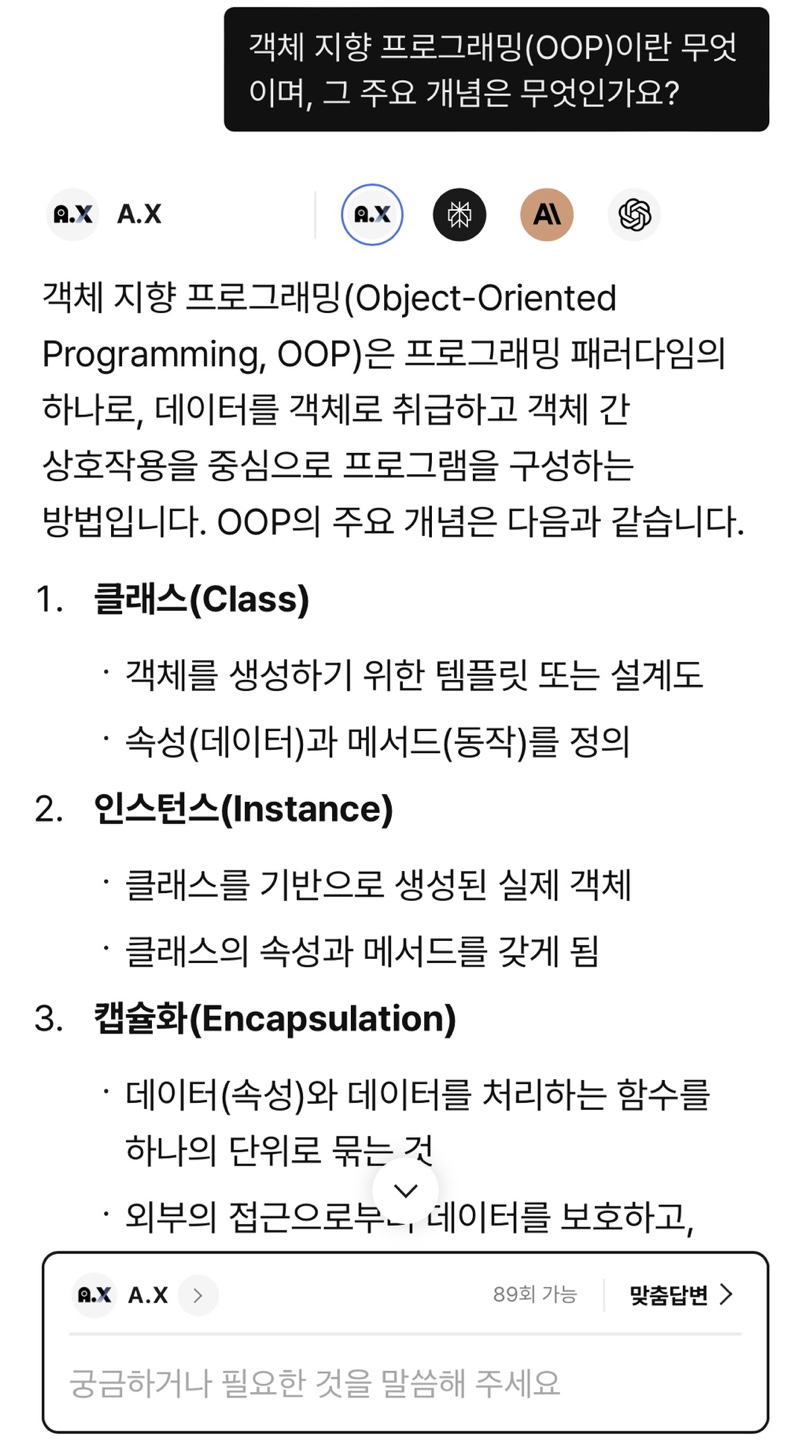 객체 지향 프로그래밍(OOP)이란 무엇
이며, 그 주요 개념은 무엇인가요?
A.X A.X A.X A\
객체 지향 프로그래밍(Object-Oriented
Programming, OOP)은 프로그래밍 패러다임의
하나로, 데이터를 객체로 취급하고 객체 간
상호작용을 중심으로 프로그램을 구성하는
방법입니다. OOP의 주요 개념은 다음과 같습니다.
1. 클래스(Class)
· 객체를 생성하기 위한 템플릿 또는 설계도
· 속성(데이터)과 메서드(동작)를 정의
2. 인스턴스(Instance)
· 클래스를 기반으로 생성된 실제 객체
· 클래스의 속성과 메서드를 갖게 됨
3. 캡슐화(Encapsulation)
· 데이터(속성)와 데이터를 처리하는 함수를
하나의 단위로 묶는 것
· 외부의 접근으로부터 데이터를 보호하고,
A.X A.X > 89회 가능 맞춤답변 >
궁금하거나 필요한 것을 말씀해 주세요